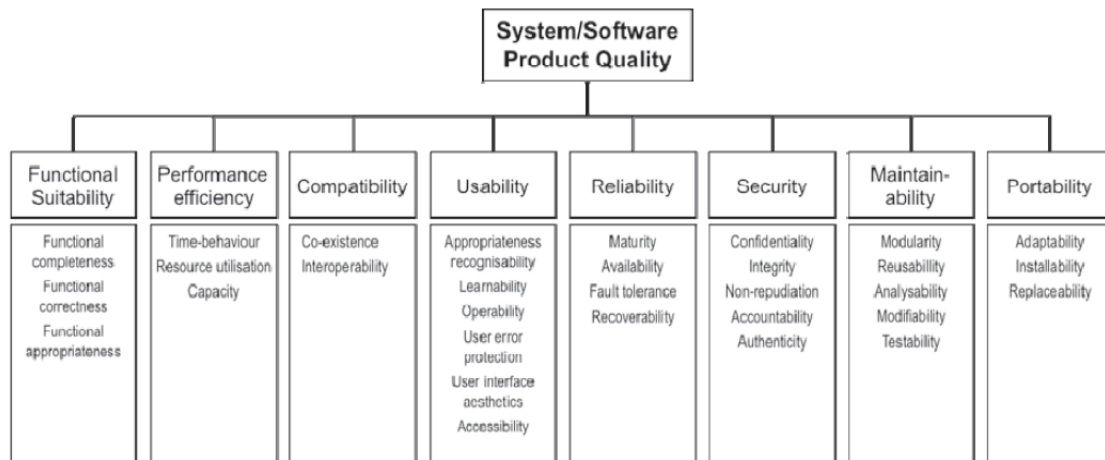 System/Software
Product Quality
Functional
Suitability
Performance
efficiency
Compatibility
Usability
Reliability
Security
Maintain-
ability
Portability
Functional
completeness
Functional
correctness
Functional
appropriateness
Time-behaviour
Resource utilisation
Capacity
Co-existence
Interoperability
Appropriateness
recognisability
Learnability
Operability
User error
protection
User interface
aesthetics
Accessibility
Maturity
Availability
Fault tolerance
Recoverability
Confidentiality
Integrity
Non-repudiation
Accountability
Authenticity
Modularity
Reusabillity
Analysability
Modifiability
Testability
Adaptability
Installability
Replaceability